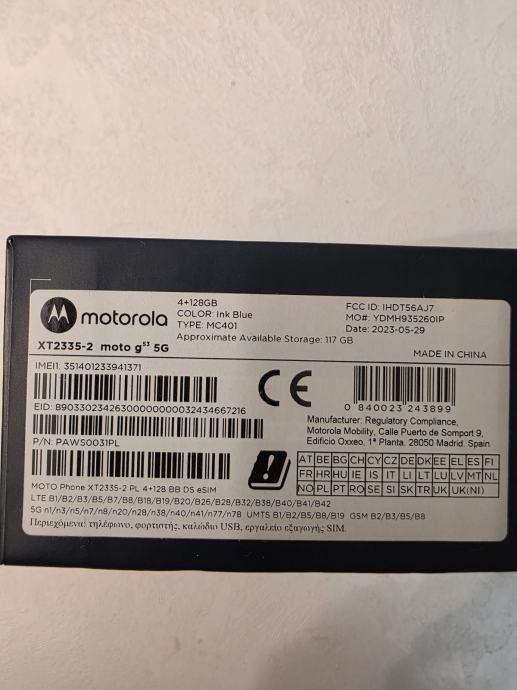 motorola
XT2335-2 moto g⁵³ 5G
4+128GB
COLOR: Ink Blue
TYPE: MC401
Approximate Available Storage: 117 GB
FCC ID: IHDT56AJ7
MO#: YDMH935260IP
Date: 2023-05-29
MADE IN CHINA
IMEI1: 351401233941371
EID: 89033023426300000000032434667216
P/N: PAWS0031PL
CE
0 840023 243899
Manufacturer: Regulatory Compliance,
Motorola Mobility, Calle Puerto de Somport 9,
Edificio Oxxeo, 1ª Planta. 28050 Madrid. Spain
AT BE BG CH CY CZ DE DK EE EL ES FI
FR HR HU IE IS IT LI LT LU LV MT NL
NO PL PT RO SE SI SK TR UK UK(NI)
MOTO Phone XT2335-2 PL 4+128 BB DS eSIM
LTE B1/B2/B3/B5/B7/B8/B18/B19/B20/B26/B28/B32/B38/B40/B41/B42
5G n1/n3/n5/n7/n8/n20/n28/n38/n40/n41/n77/n78 UMTS B1/B2/B5/B8/B19 GSM B2/B3/B5/B8
Περιεχόμενα: τηλέφωνο, φορτιστής, καλώδιο USB, εργαλείο εξαγωγής SIM.